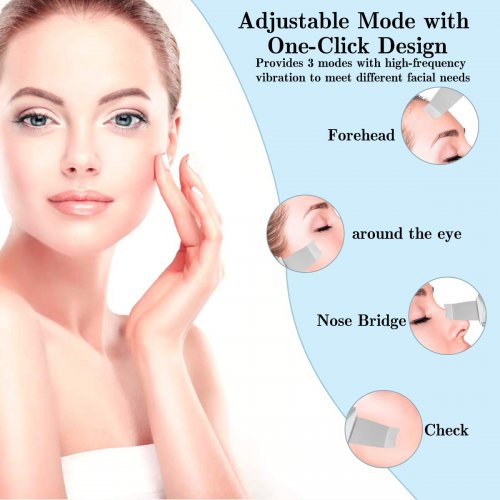 Adjustable Mode with
One-Click Design
Provides 3 modes with high-frequency
vibration to meet different facial needs
Forehead
around the eye
Nose Bridge
Check